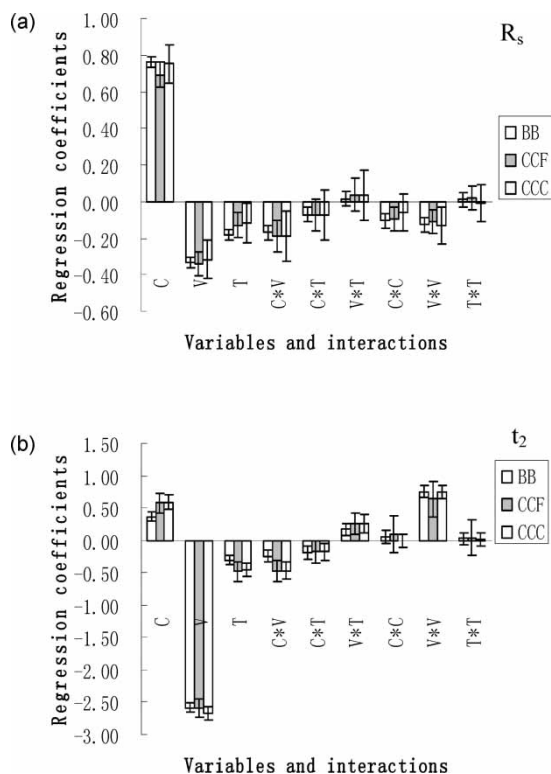 (a)
Rs
Regression coefficients
1.00
0.80
0.60
0.40
0.20
0.00
-0.20
-0.40
-0.60
BB
CCF
CCC
C V T C*V C*T V*T C*C V*V T*T
Variables and interactions
(b)
t2
Regression coefficients
1.50
1.00
0.50
0.00
-0.50
-1.00
-1.50
-2.00
-2.50
-3.00
BB
CCF
CCC
C V T C*V C*T V*T C*C V*V T*T
Variables and interactions